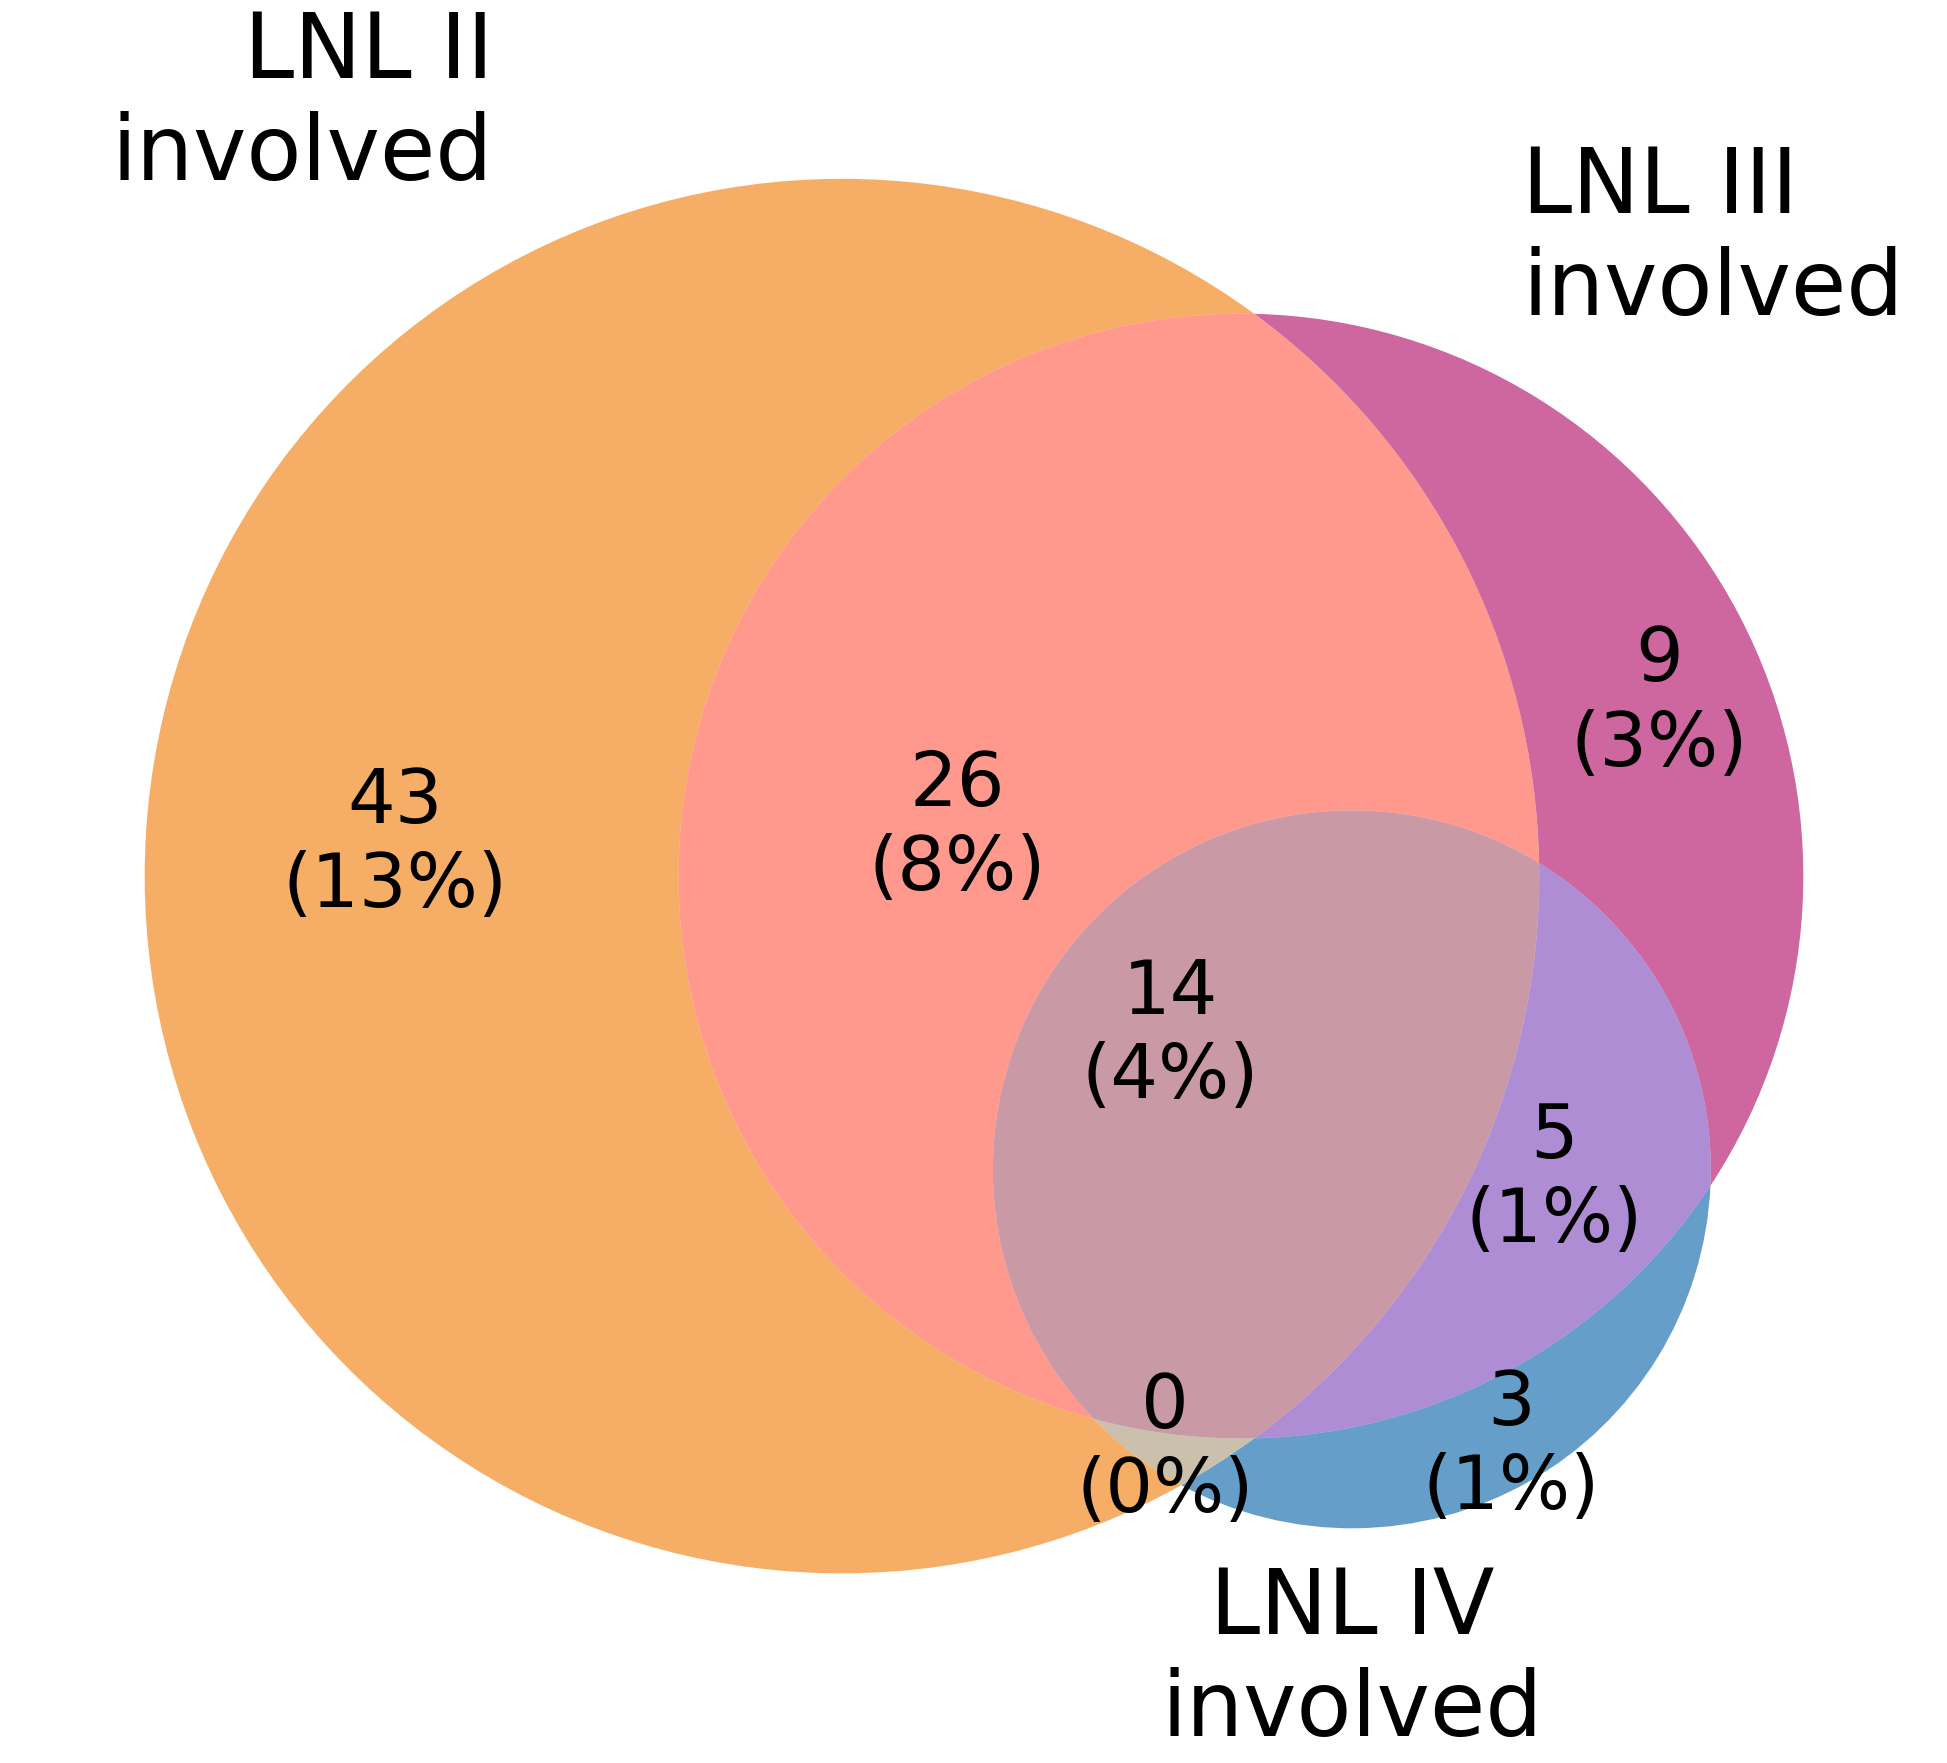 LNL II
involved
LNL III
involved
9
(3%)
43
(13%)
26
(8%)
14
(4%)
5
(1%)
0
(0%)
3
(1%)
LNL IV
involved